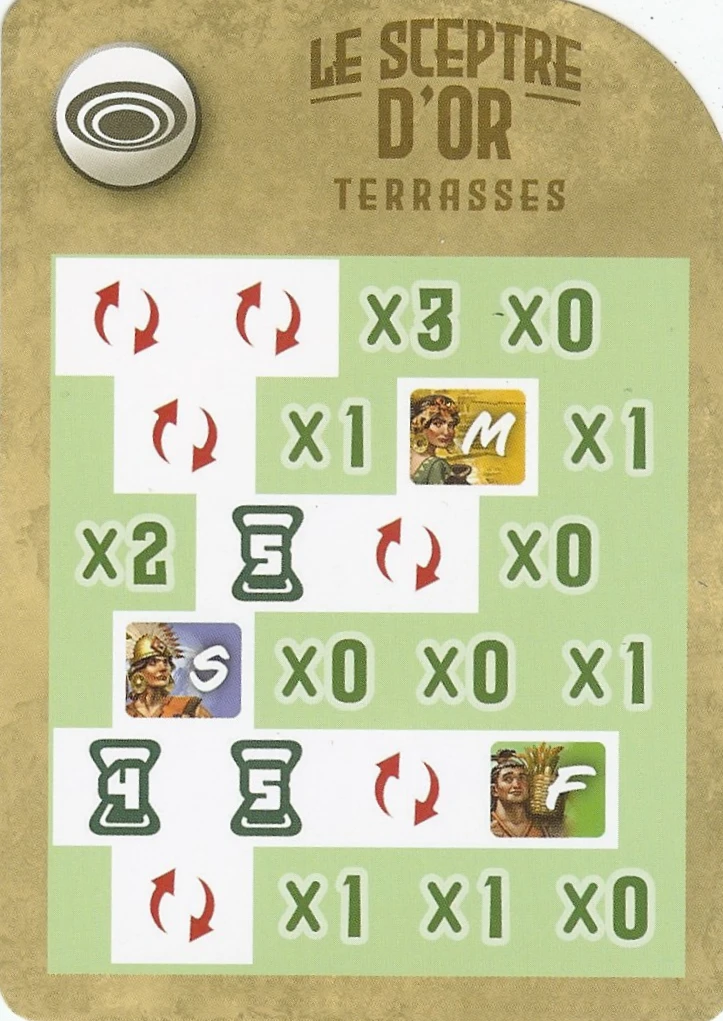 LE SCEPTRE
D'OR
TERRASSES
X3 X0
X1 M X1
X2 5 X0
S X0 X0 X1
4 5 F
X1 X1 X0